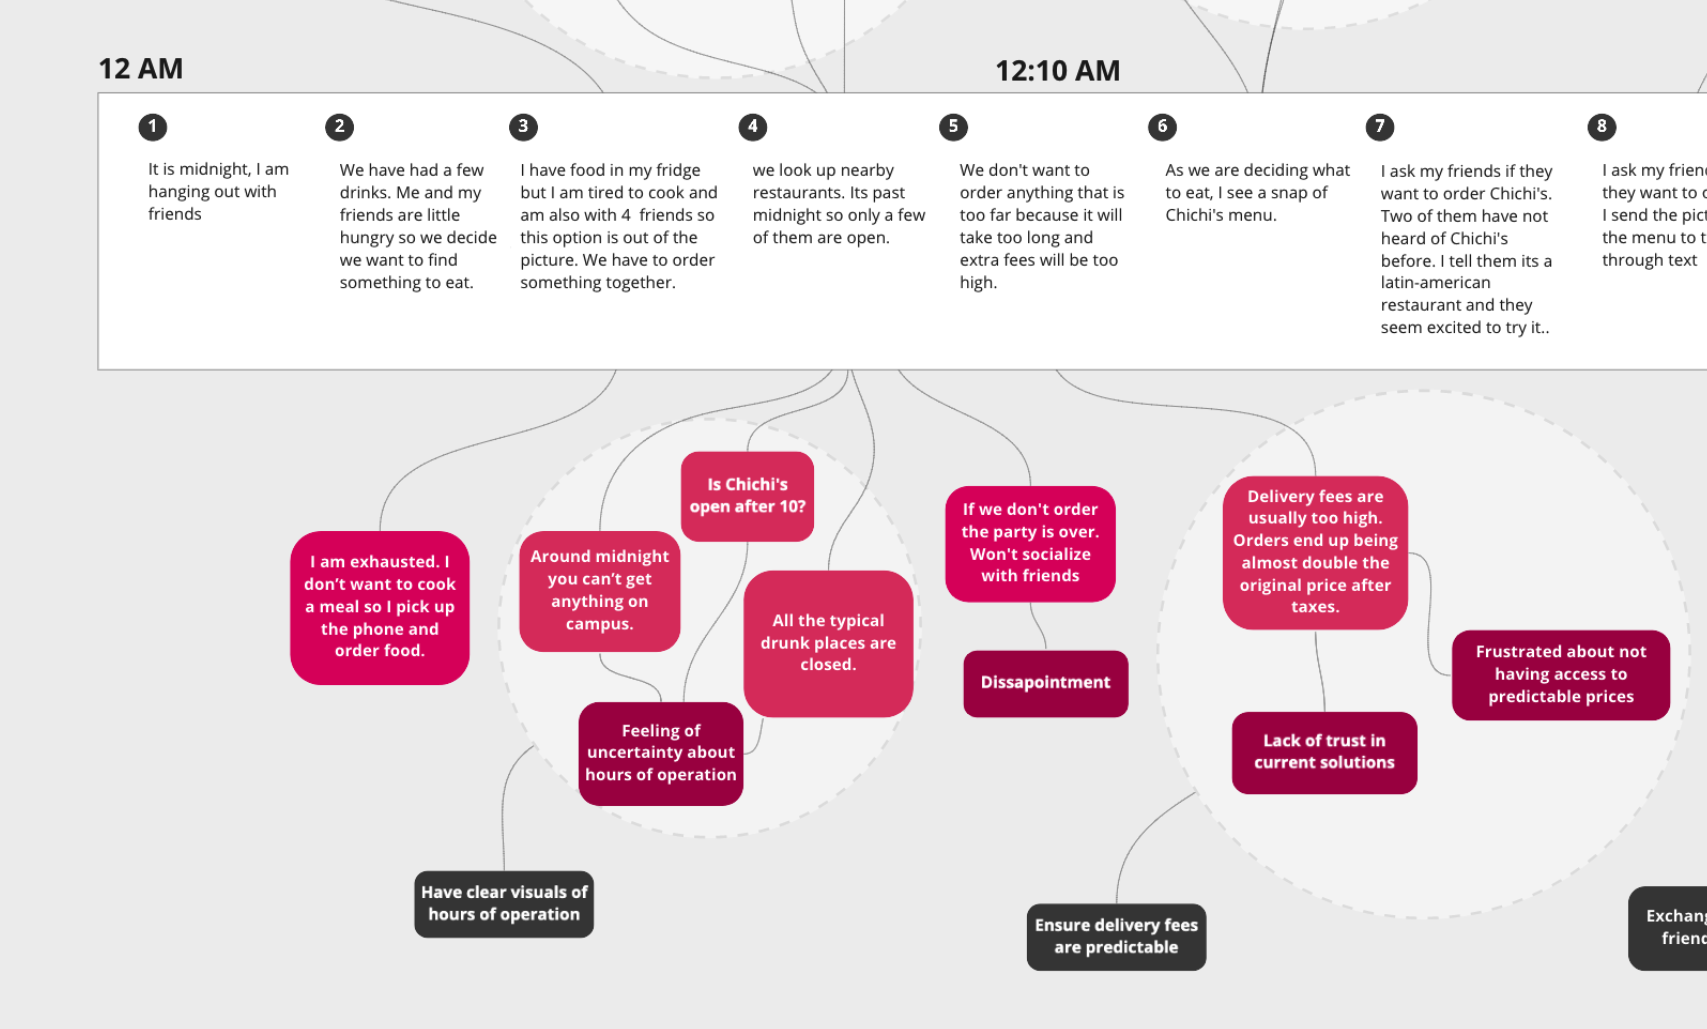 12 AM
12:10 AM
1
It is midnight, I am
hanging out with
friends
2
We have had a few
drinks. Me and my
friends are little
hungry so we decide
we want to find
something to eat.
3
I have food in my fridge
but I am tired to cook and
am also with 4 friends so
this option is out of the
picture. We have to order
something together.
4
we look up nearby
restaurants. Its past
midnight so only a few
of them are open.
5
We don't want to
order anything that is
too far because it will
take too long and
extra fees will be too
high.
6
As we are deciding what
to eat, I see a snap of
Chichi's menu.
7
I ask my friends if they
want to order Chichi's.
Two of them have not
heard of Chichi's
before. I tell them its a
latin-american
restaurant and they
seem excited to try it..
8
I ask my
they want to
I send the
the menu to
through text
I am exhausted. I
don’t want to cook
a meal so I pick up
the phone and
order food.
Around midnight
you can’t get
anything on
campus.
Is Chichi's
open after 10?
All the typical
drunk places are
closed.
Feeling of
uncertainty about
hours of operation
Have clear visuals of
hours of operation
If we don't order
the party is over.
Won't socialize
with friends
Dissapointment
Delivery fees are
usually too high.
Orders end up being
almost double the
original price after
taxes.
Frustrated about not
having access to
predictable prices
Lack of trust in
current solutions
Ensure delivery fees
are predictable